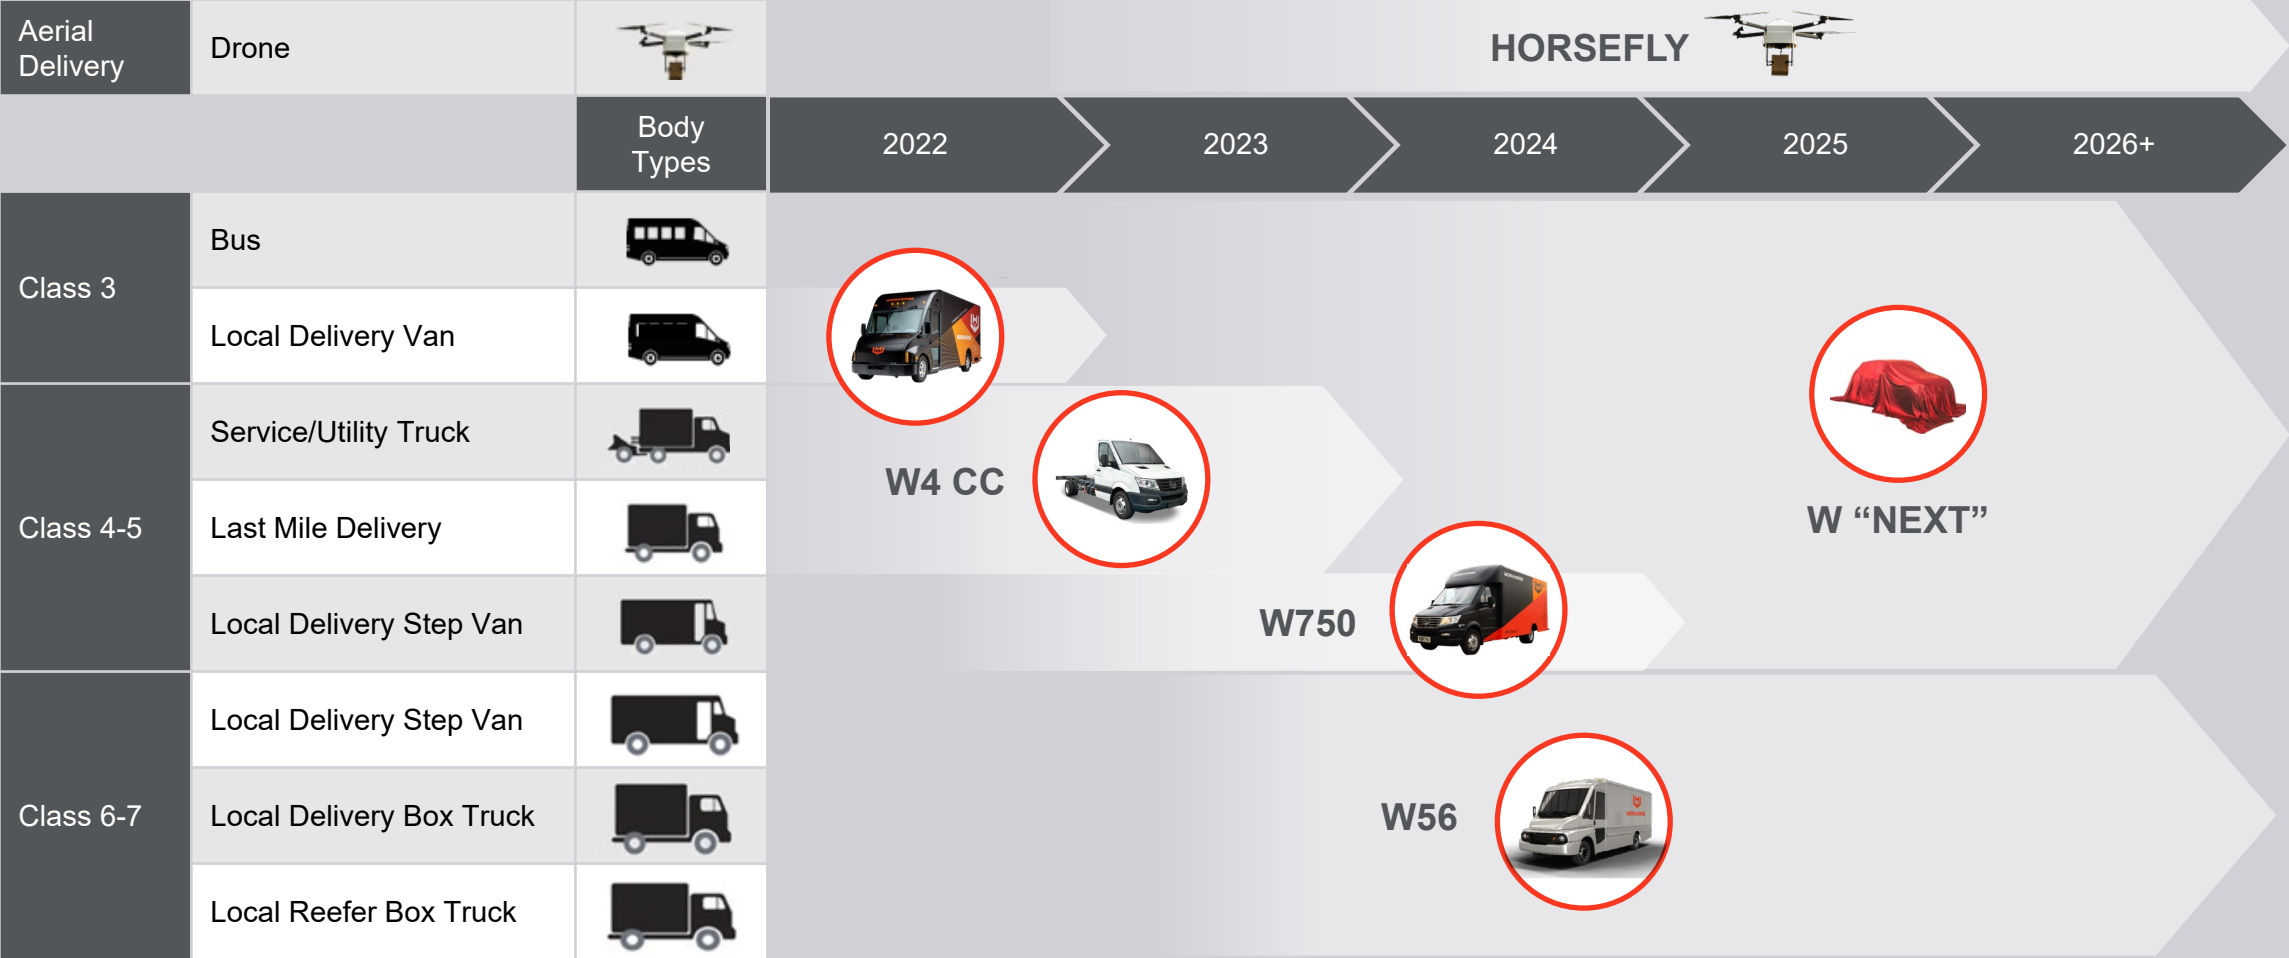 Aerial
Delivery
Drone
HORSEFLY
Body
Types
2022
2023
2024
2025
2026+
Class 3
Bus
Local Delivery Van
Class 4-5
Service/Utility Truck
W4 CC
Last Mile Delivery
W “NEXT”
Local Delivery Step Van
W750
Class 6-7
Local Delivery Step Van
Local Delivery Box Truck
W56
Local Reefer Box Truck